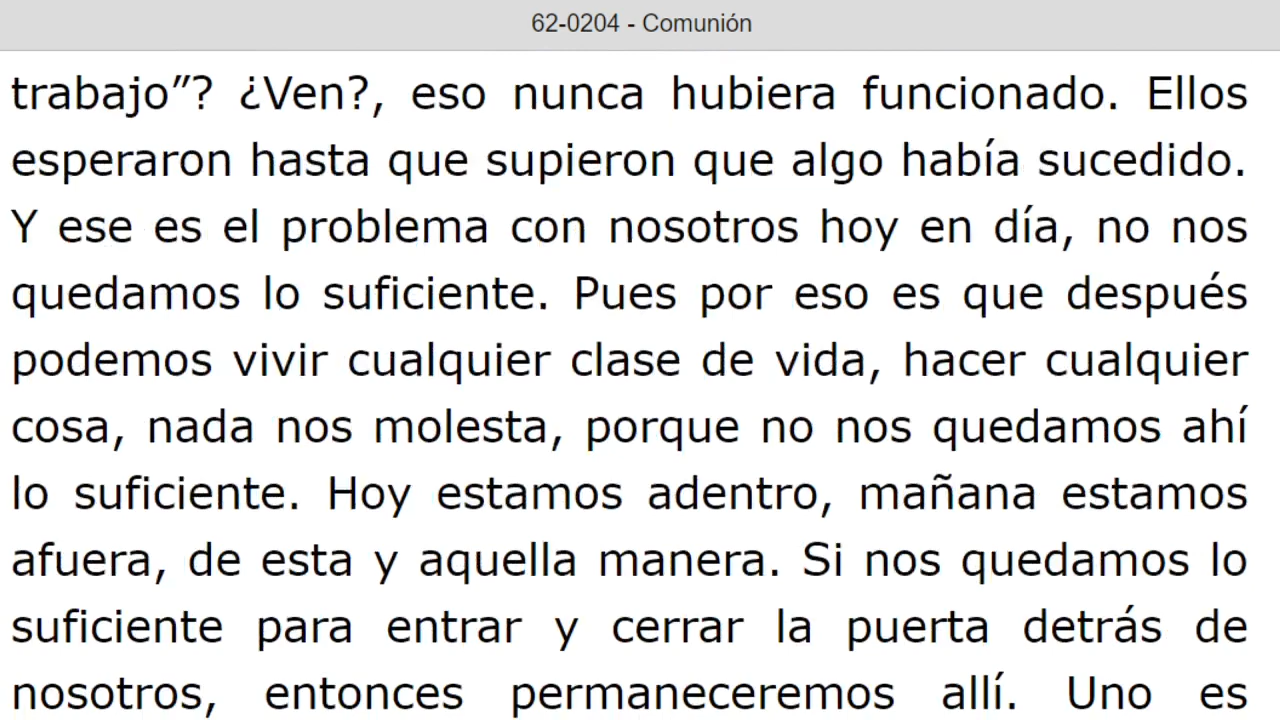 62-0204 - Comunión
trabajo”? ¿Ven?, eso nunca hubiera funcionado. Ellos
esperaron hasta que supieron que algo había sucedido.
Y ese es el problema con nosotros hoy en día, no nos
quedamos lo suficiente. Pues por eso es que después
podemos vivir cualquier clase de vida, hacer cualquier
cosa, nada nos molesta, porque no nos quedamos ahí
lo suficiente. Hoy estamos adentro, mañana estamos
afuera, de esta y aquella manera. Si nos quedamos lo
suficiente para entrar y cerrar la puerta detrás de
nosotros, entonces permaneceremos allí. Uno es